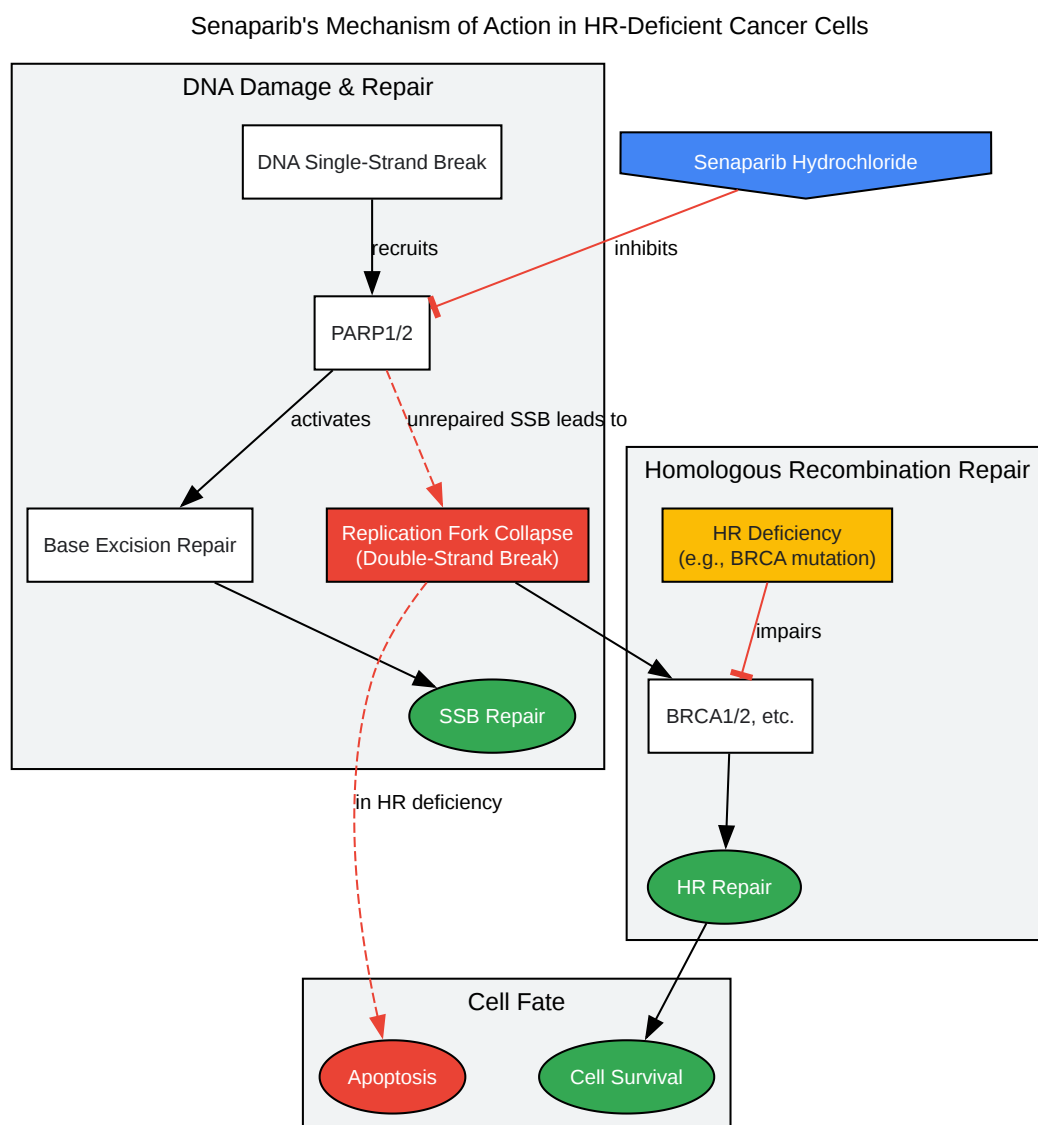 Senaparib's Mechanism of Action in HR-Deficient Cancer Cells
DNA Damage & Repair
DNA Single-Strand Break
Senaparib Hydrochloride
recruits
inhibits
PARP1/2
activates
unrepaired SSB leads to
Homologous Recombination Repair
Base Excision Repair
Replication Fork Collapse
(Double-Strand Break)
HR Deficiency
(e.g., BRCA mutation)
impairs
SSB Repair
BRCA1/2, etc.
in HR deficiency
HR Repair
Cell Fate
Apoptosis
Cell Survival